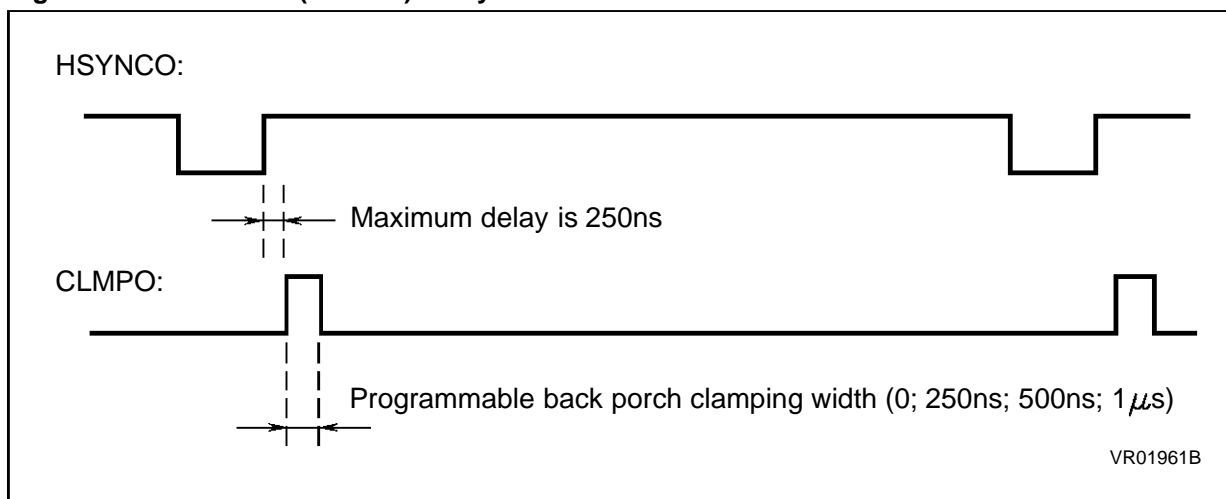 HSYNCO:
Maximum delay is 250ns
CLMPO:
Programmable back porch clamping width (0; 250ns; 500ns; 1μs)
VR01961B